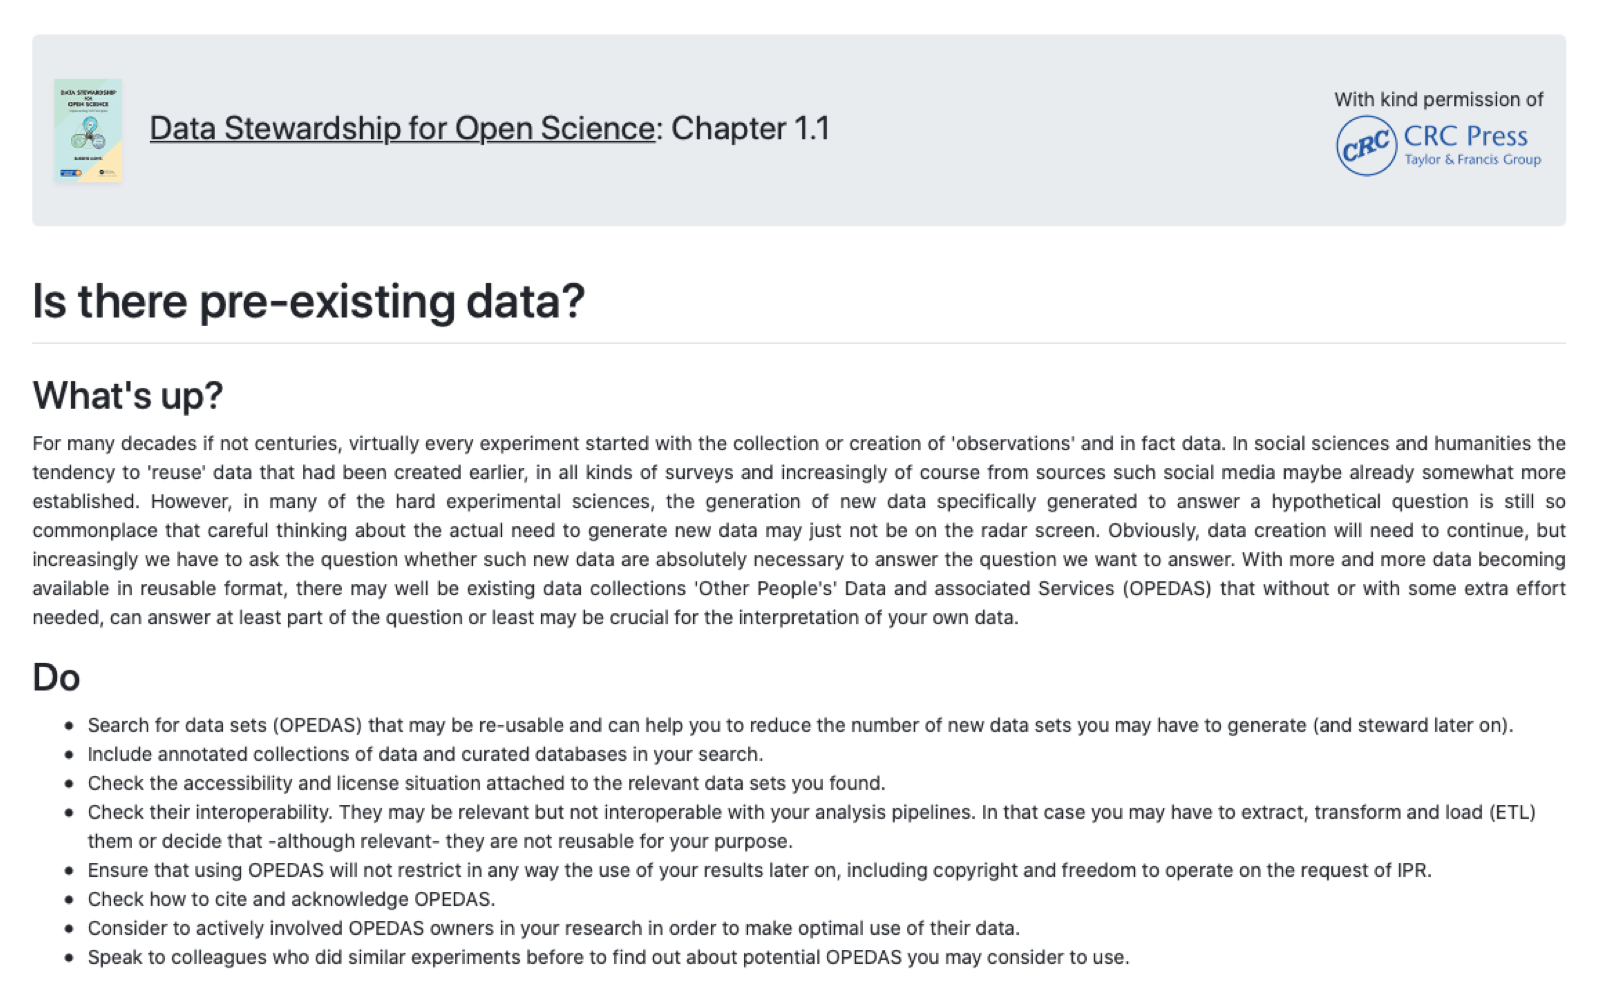 DATA STEWARDSHIP
FOR
OPEN SCIENCE
Data Stewardship for Open Science: Chapter 1.1
With kind permission of
CRC CRC Press
Taylor & Francis Group
Is there pre-existing data?
What's up?
For many decades if not centuries, virtually every experiment started with the collection or creation of 'observations' and in fact data. In social sciences and humanities the
tendency to 'reuse' data that had been created earlier, in all kinds of surveys and increasingly of course from sources such social media maybe already somewhat more
established. However, in many of the hard experimental sciences, the generation of new data specifically generated to answer a hypothetical question is still so
commonplace that careful thinking about the actual need to generate new data may just not be on the radar screen. Obviously, data creation will need to continue, but
increasingly we have to ask the question whether such new data are absolutely necessary to answer the question we want to answer. With more and more data becoming
available in reusable format, there may well be existing data collections 'Other People's' Data and associated Services (OPEDAS) that without or with some extra effort
needed, can answer at least part of the question or least may be crucial for the interpretation of your own data.
Do
• Search for data sets (OPEDAS) that may be re-usable and can help you to reduce the number of new data sets you may have to generate (and steward later on).
• Include annotated collections of data and curated databases in your search.
• Check the accessibility and license situation attached to the relevant data sets you found.
• Check their interoperability. They may be relevant but not interoperable with your analysis pipelines. In that case you may have to extract, transform and load (ETL)
them or decide that -although relevant- they are not reusable for your purpose.
• Ensure that using OPEDAS will not restrict in any way the use of your results later on, including copyright and freedom to operate on the request of IPR.
• Check how to cite and acknowledge OPEDAS.
• Consider to actively involved OPEDAS owners in your research in order to make optimal use of their data.
• Speak to colleagues who did similar experiments before to find out about potential OPEDAS you may consider to use.